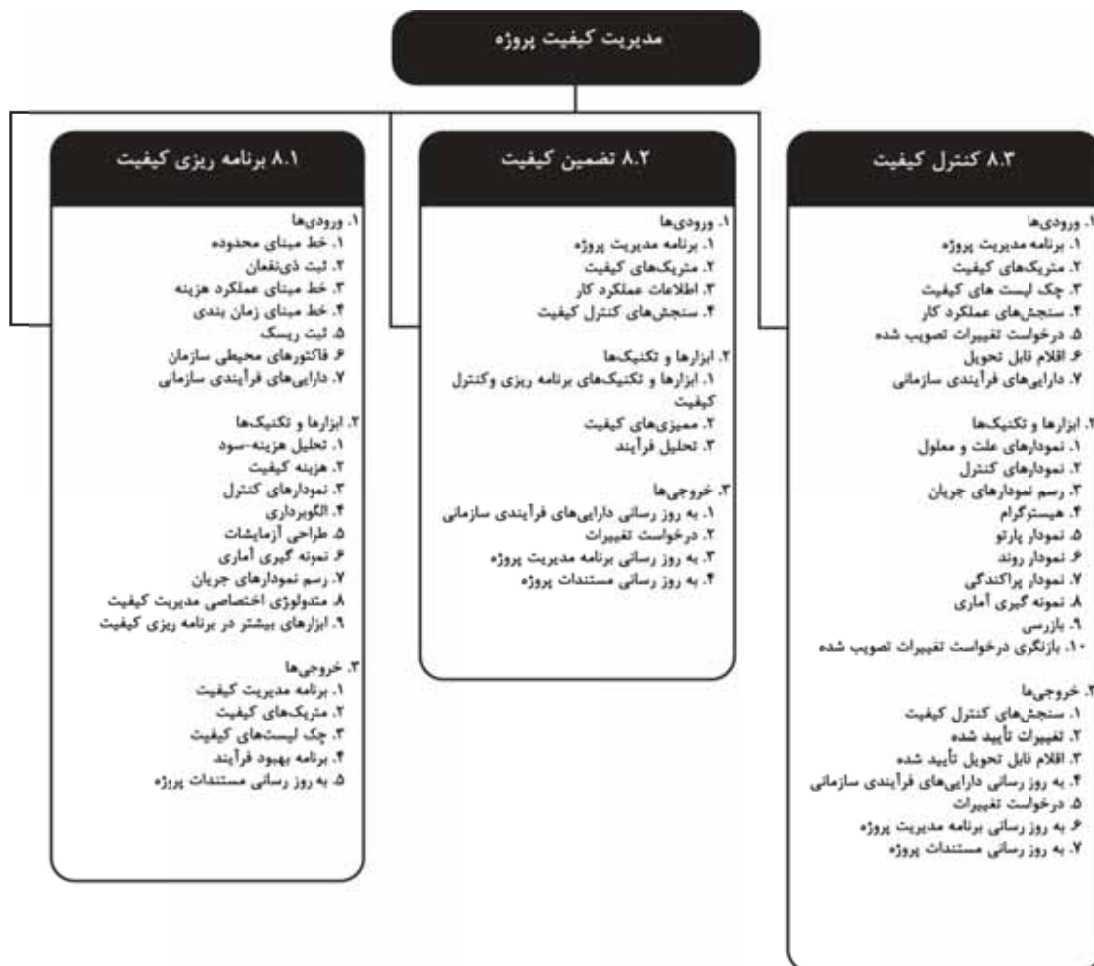 مدیریت کیفیت پروژه
۸.۱ برنامه ریزی کیفیت
۱. ورودی‌ها
۱. خط مبنای محدوده
۲. ثبت ذی‌نفعان
۳. خط مبنای عملکرد هزینه
۴. خط مبنای زمان بندی
۵. ثبت ریسک
۶. فاکتورهای محیطی سازمان
۷. دارایی‌های فرآیندی سازمانی
۲. ابزارها و تکنیک‌ها
۱. تحلیل هزینه-سود
۲. هزینه کیفیت
۳. نمودارهای کنترل
۴. الگوبرداری
۵. طراحی آزمایشات
۶. نمونه گیری آماری
۷. رسم نمودارهای جریان
۸. متدولوژی اختصاصی مدیریت کیفیت
۹. ابزارهای بیشتر در برنامه ریزی کیفیت
۳. خروجی‌ها
۱. برنامه مدیریت کیفیت
۲. متریک‌های کیفیت
۳. چک لیست‌های کیفیت
۴. برنامه بهبود فرآیند
۵. به روز رسانی مستندات پروژه
۸.۲ تضمین کیفیت
۱. ورودی‌ها
۱. برنامه مدیریت پروژه
۲. متریک‌های کیفیت
۳. اطلاعات عملکرد کار
۴. سنجش‌های کنترل کیفیت
۲. ابزارها و تکنیک‌ها
۱. ابزارها و تکنیک‌های برنامه ریزی وکنترل
کیفیت
۲. ممیزی‌های کیفیت
۳. تحلیل فرآیند
۳. خروجی‌ها
۱. به روز رسانی دارایی‌های فرآیندی سازمانی
۲. درخواست تغییرات
۳. به روز رسانی برنامه مدیریت پروژه
۴. به روز رسانی مستندات پروژه
۸.۳ کنترل کیفیت
۱. ورودی‌ها
۱. برنامه مدیریت پروژه
۲. متریک‌های کیفیت
۳. چک لیست های کیفیت
۴. سنجش‌های عملکرد کار
۵. درخواست تغییرات تصویب شده
۶. اقلام قابل تحویل
۷. دارایی‌های فرآیندی سازمانی
۲. ابزارها و تکنیک‌ها
۱. نمودارهای علت و معلول
۲. نمودارهای کنترل
۳. رسم نمودارهای جریان
۴. هیستوگرام
۵. نمودار پارتو
۶. نمودار روند
۷. نمودار پراکندگی
۸. نمونه گیری آماری
۹. بازرسی
۱۰. بازنگری درخواست تغییرات تصویب شده
۳. خروجی‌ها
۱. سنجش‌های کنترل کیفیت
۲. تغییرات تأیید شده
۳. اقلام قابل تحویل تأیید شده
۴. به روز رسانی دارایی‌های فرآیندی سازمانی
۵. درخواست تغییرات
۶. به روز رسانی برنامه مدیریت پروژه
۷. به روز رسانی مستندات پروژه